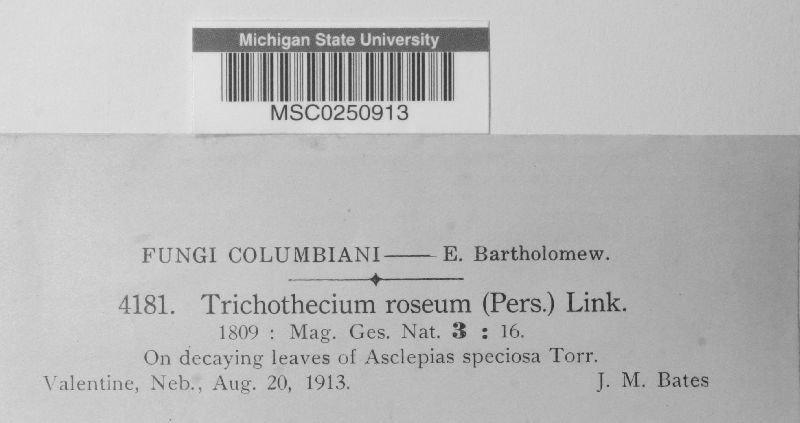 Michigan State University
MSC0250913
FUNGI COLUMBIANI—— E. Bartholomew.
4181. Trichothecium roseum (Pers.) Link.
1809 : Mag. Ges. Nat. 3 : 16.
On decaying leaves of Asclepias speciosa Torr.
Valentine, Neb., Aug. 20, 1913. J. M. Bates